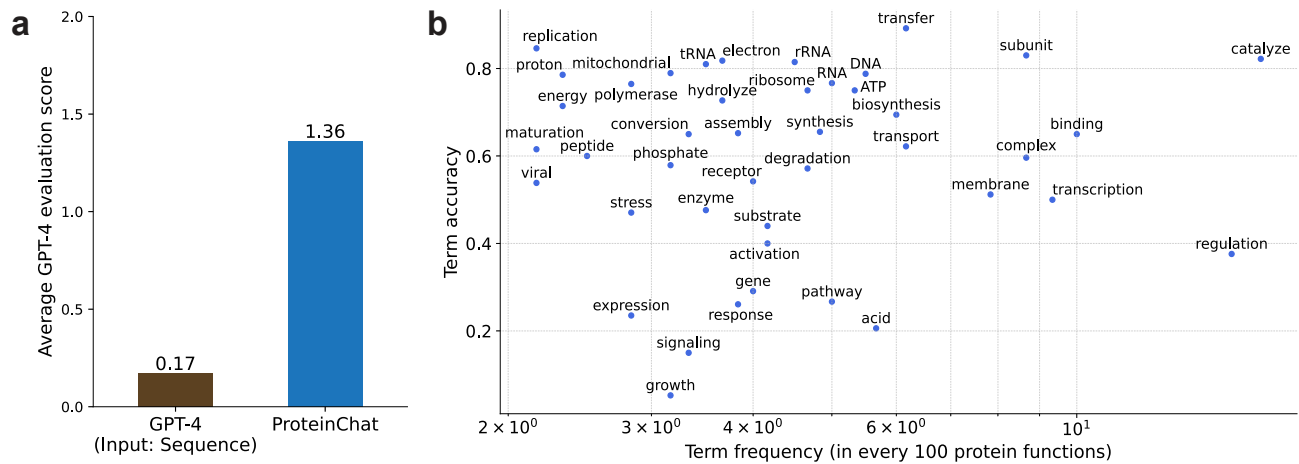 a
Average GPT-4 evaluation score
2.0
1.5
1.0
0.5
0.0
0.17
1.36
GPT-4
(Input: Sequence)
ProteinChat
b
Term accuracy
0.8
0.6
0.4
0.2
transfer
replication
electron
rRNA
subunit
catalyze
tRNA
mitochondrial
proton
DNA
RNA
ribosome
ATP
energy
polymerase
hydrolyze
biosynthesis
maturation
conversion
assembly
synthesis
transport
binding
peptide
phosphate
degradation
complex
viral
receptor
membrane
transcription
stress
enzyme
substrate
activation
regulation
gene
pathway
expression
response
acid
signaling
growth
2 × 10⁰
3 × 10⁰
4 × 10⁰
6 × 10⁰
10¹
Term frequency (in every 100 protein functions)